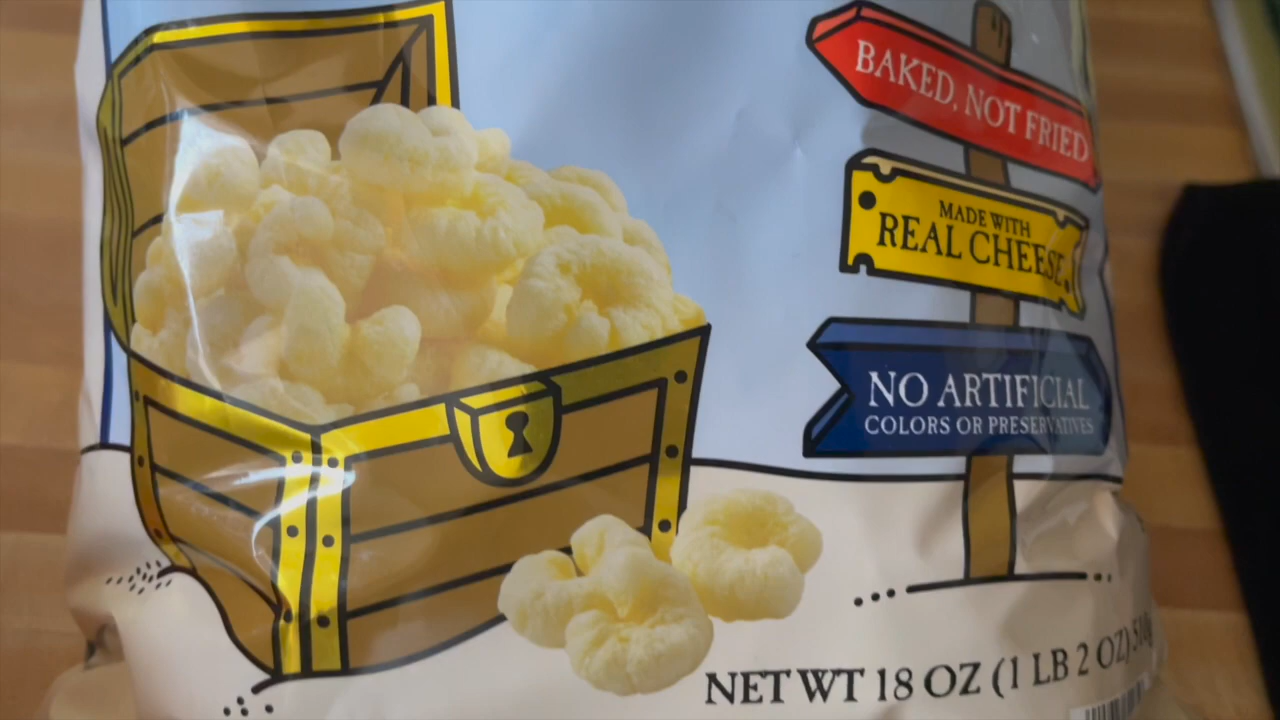 BAKED, NOT FRIED
MADE WITH
REAL CHEESE
NO ARTIFICIAL
COLORS OR PRESERVATIVES
NET WT 18 OZ (1 LB 2 OZ) 510g